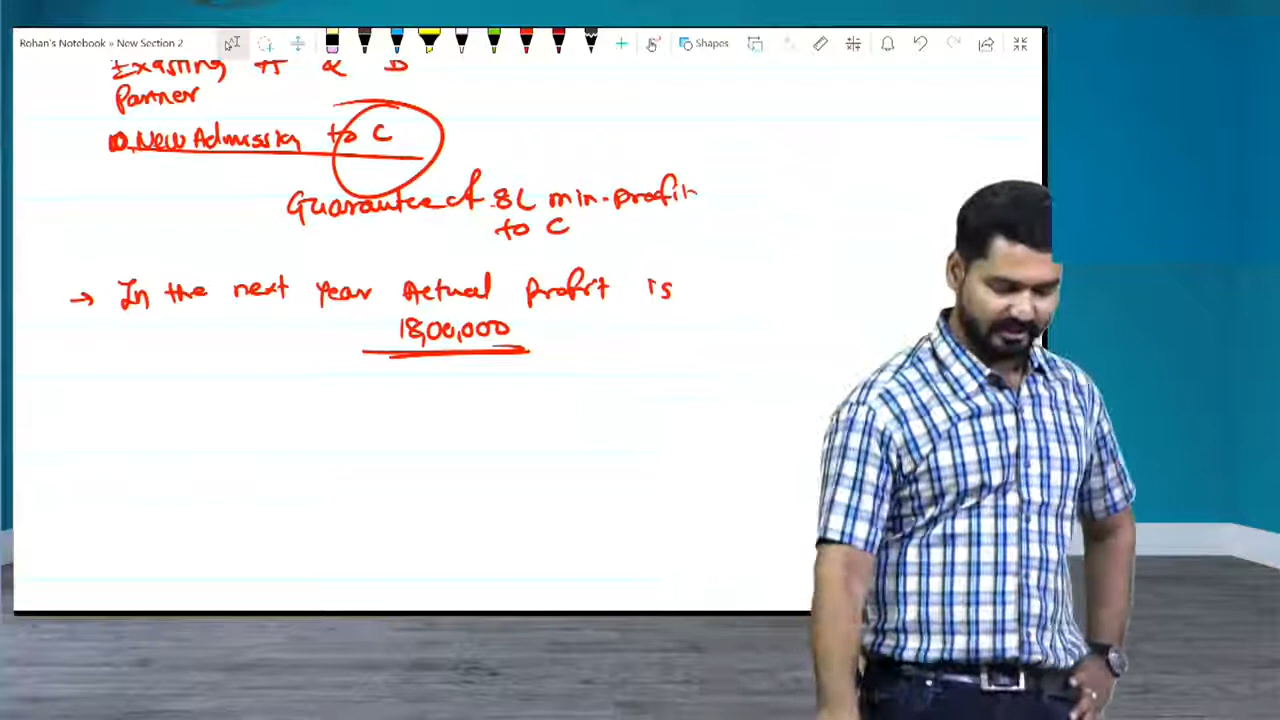 Rohan's Notebook » New Section 2
Shapes
Existing A & B
Partner
New Admission to C
Guarantee of 8L min. profit
to C
→ In the next year Actual profit is
18,00,000